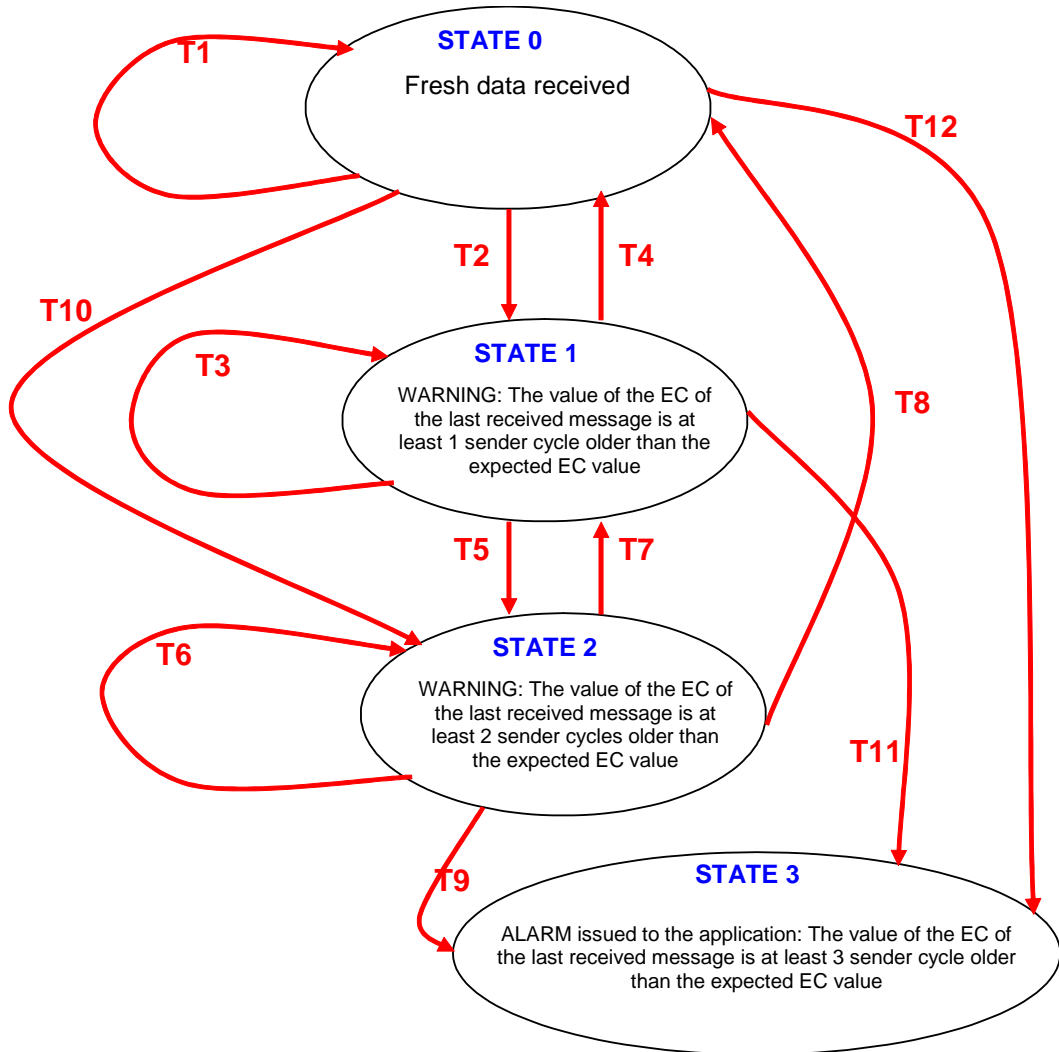 STATE 0
T1
Fresh data received
T12
T2
T4
T10
STATE 1
T3
WARNING: The value of the EC of
the last received message is at
least 1 sender cycle older than the
expected EC value
T8
T5
T7
STATE 2
T6
WARNING: The value of the EC of
the last received message is at
least 2 sender cycles older than
the expected EC value
T11
T9
STATE 3
ALARM issued to the application: The value of the EC of
the last received message is at least 3 sender cycle older
than the expected EC value